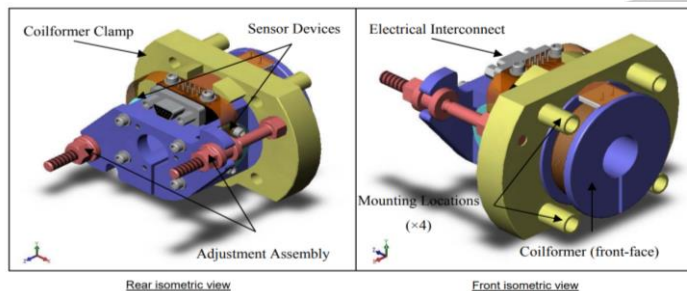 Coilformer Clamp
Sensor Devices
Adjustment Assembly
Rear isometric view
Electrical Interconnect
Mounting Locations
(×4)
Coilformer (front-face)
Front isometric view